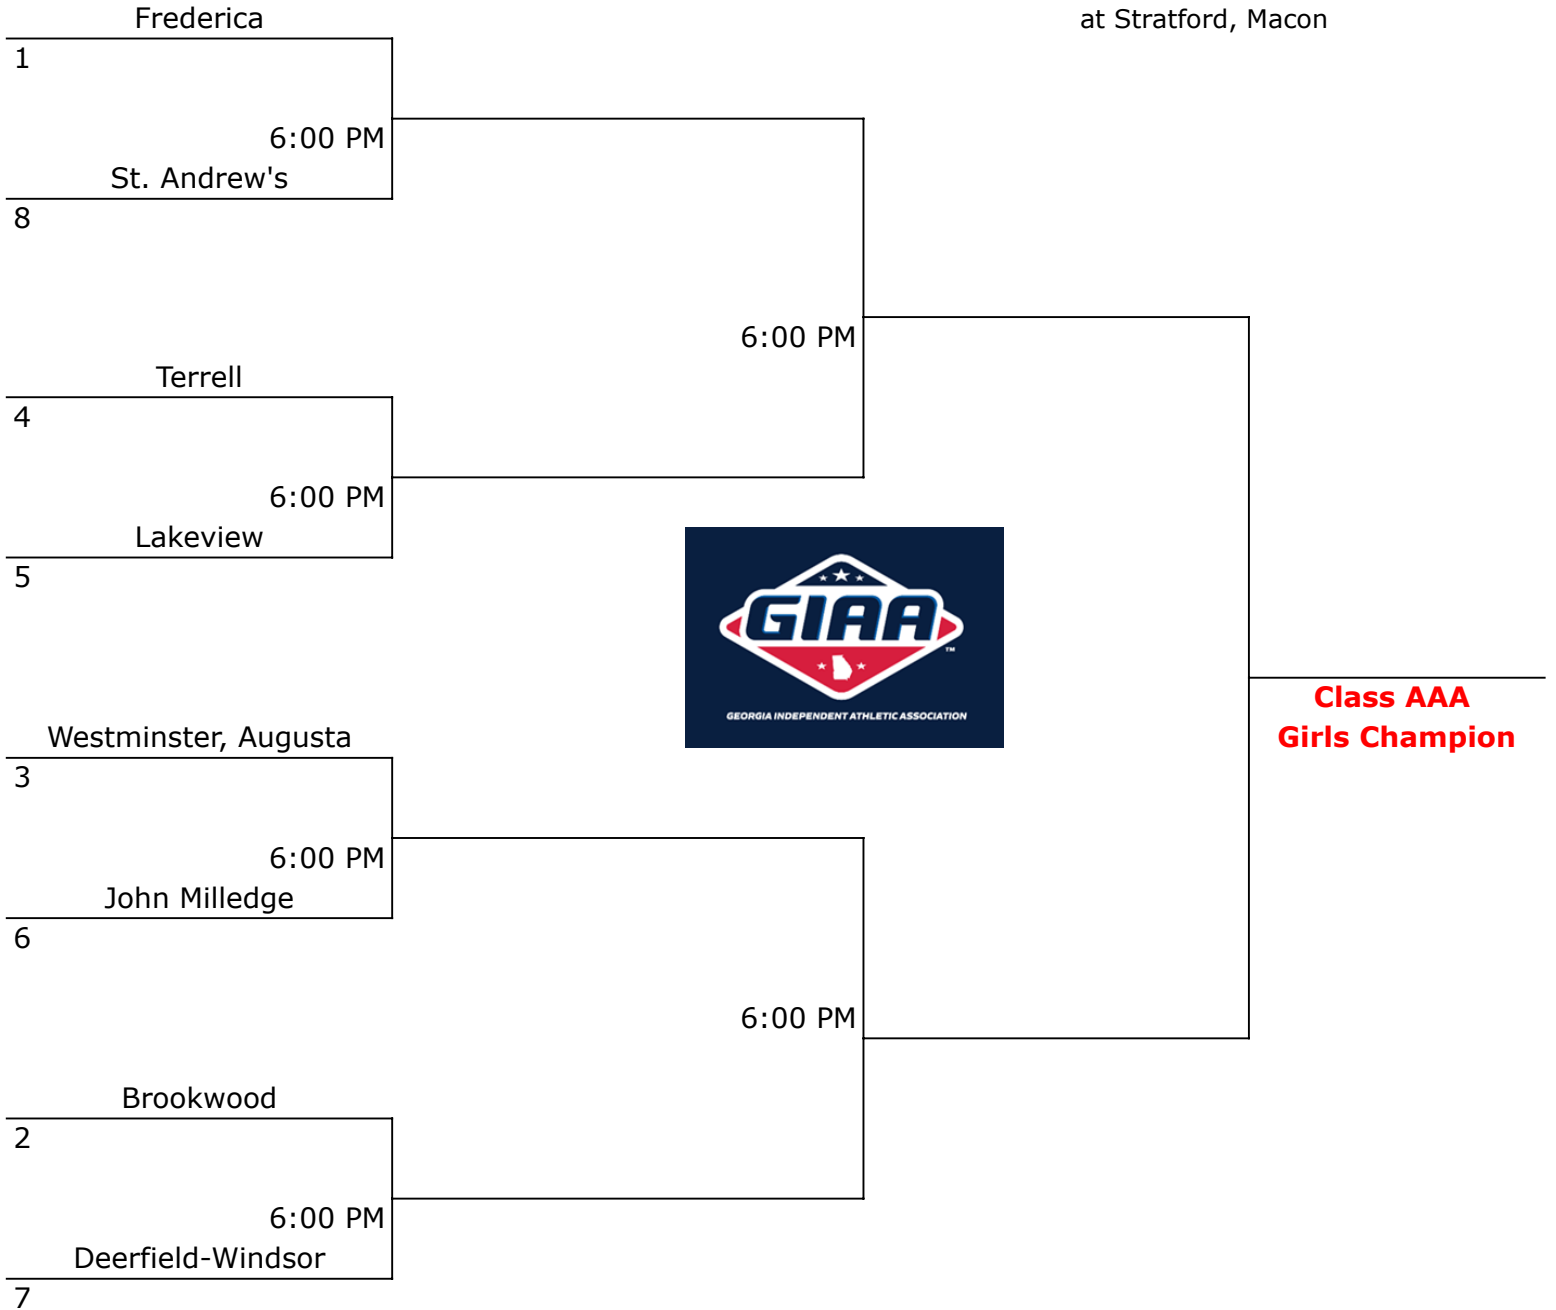 Frederica
at Stratford, Macon
1
6:00 PM
St. Andrew's
8
6:00 PM
Terrell
4
6:00 PM
Lakeview
5
GIAA
TM
GEORGIA INDEPENDENT ATHLETIC ASSOCIATION
Class AAA
Girls Champion
Westminster, Augusta
3
6:00 PM
John Milledge
6
6:00 PM
Brookwood
2
6:00 PM
Deerfield-Windsor
7